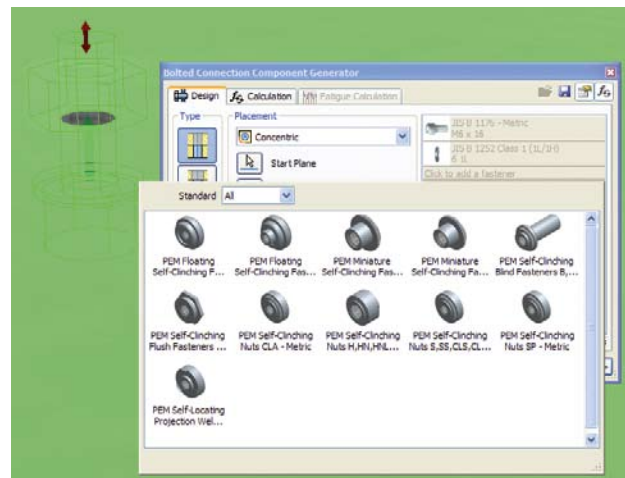 Bolted Connection Component Generator
Design
Calculation
Fatigue Calculation
Type
Placement
Concentric
Start Plane
JIS B 1176 - Metric
M6 x 16
JIS B 1252 Class 1 (1L/1H)
6 1L
Click to add a fastener
Standard All
PEM Floating Self-Clinching F...
PEM Floating Self-Clinching Fas...
PEM Miniature Self-Clinching Fas...
PEM Miniature Self-Clinching Fa...
PEM Self-Clinching Blind Fasteners B,...
PEM Self-Clinching Flush Fasteners ...
PEM Self-Clinching Nuts CLA - Metric
PEM Self-Clinching Nuts H,HN,HNL...
PEM Self-Clinching Nuts S,SS,CLS,CL...
PEM Self-Clinching Nuts SP - Metric
PEM Self-Locating Projection Wel...